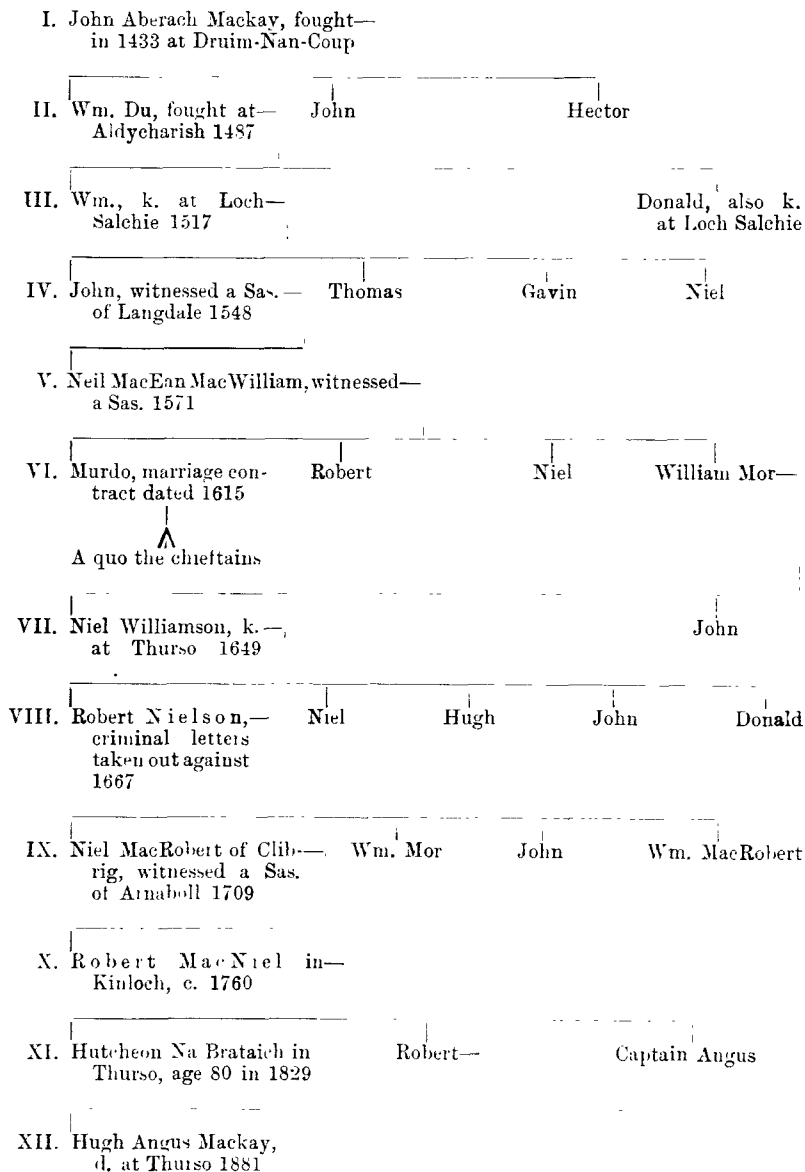 I. John Aberach Mackay, fought—
in 1433 at Druim-Nan-Coup
II. Wm. Du, fought at— John Hector
Aldycharish 1487
III. Wm., k. at Loch— Donald, also k.
Salchie 1517 at Loch Salchie
IV. John, witnessed a Sas.— Thomas Gavin Niel
of Langdale 1548
V. Neil MacEan MacWilliam, witnessed—
a Sas. 1571
VI. Murdo, marriage con- Robert Niel William Mor—
tract dated 1615
A quo the chieftains
VII. Niel Williamson, k.— John
at Thurso 1649
VIII. Robert Nielson,— Niel Hugh John Donald
criminal letters
taken out against
1667
IX. Niel MacRobert of Clib-— Wm. Mor John Wm. MacRobert
rig, witnessed a Sas.
of Arnaboll 1709
X. Robert MacNiel in—
Kinloch, c. 1760
XI. Hutcheon Na Brataich in Robert— Captain Angus
Thurso, age 80 in 1829
XII. Hugh Angus Mackay,
d. at Thurso 1881